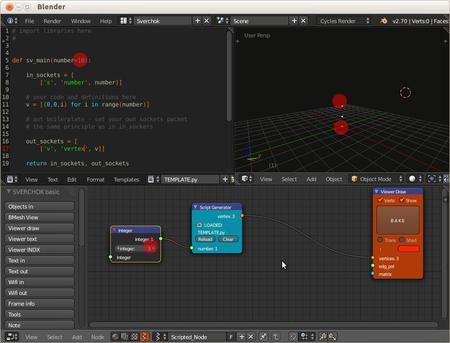 Blender
File Render Window Help Sverchok Scene Cycles Render v2.70 | Verts:0 | Faces
# import libraries here
#
def sv_main(number=10):
in_sockets = [
['s', 'number', number]]
# your code and definitions here
v = [(0,0,i) for i in range(number)]
# out boilerplate - set your own sockets packet
# the same principle as in in_sockets
out_sockets = [
['v', 'vertex', v]]
return in_sockets, out_sockets
User Persp
(1)
View Text Edit Format Templates TEMPLATE.py
View Select Add Object Object Mode
SVERCHOK basic
Objects in
BMesh View
Viewer draw
Viewer text
Viewer INDX
Text in
Text out
Wifi in
Wifi out
Frame info
Tools
Note
Integer
Integer 1
Integer:
Integer
Script Generator
vertex. 3
LOADED:
TEMPLATE.py
Reload Clear
number. 1
Viewer Draw
Verts Show
B A K E
Trans Shad
vertices. 3
edg_pol
matrix
View Select Add Node Scripted_Node F